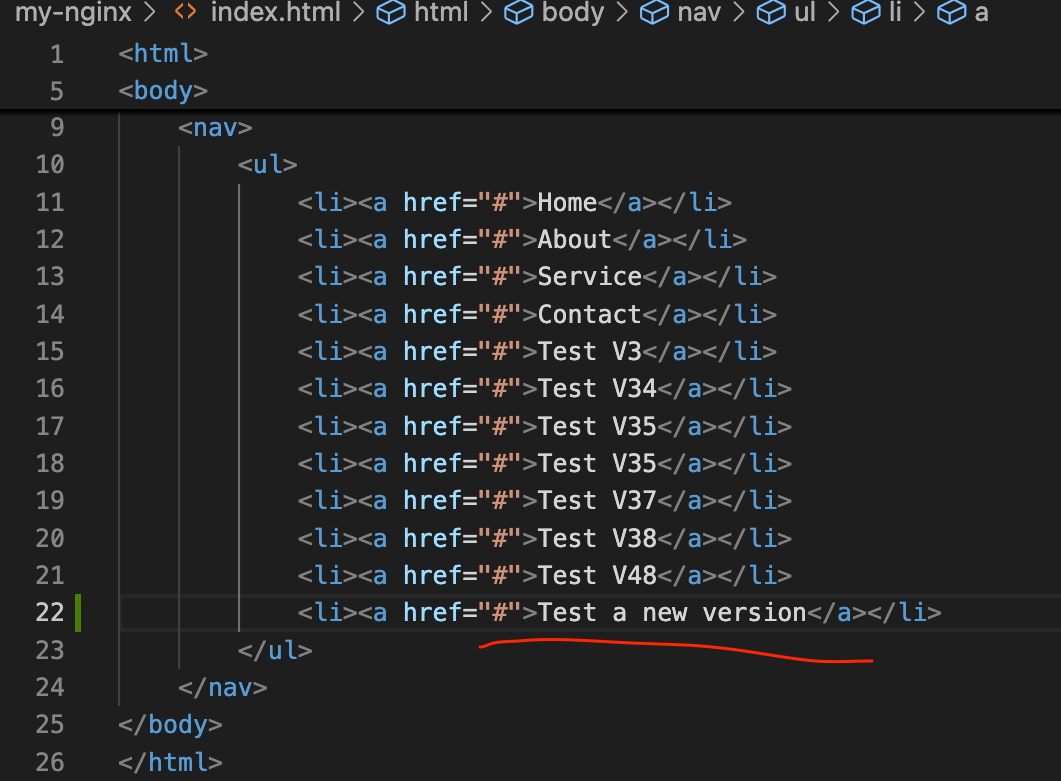 my-nginx > <> index.html > html > body > nav > ul > li > a
1 <html>
5 <body>
9 <nav>
10 <ul>
11 <li><a href="#">Home</a></li>
12 <li><a href="#">About</a></li>
13 <li><a href="#">Service</a></li>
14 <li><a href="#">Contact</a></li>
15 <li><a href="#">Test V3</a></li>
16 <li><a href="#">Test V34</a></li>
17 <li><a href="#">Test V35</a></li>
18 <li><a href="#">Test V35</a></li>
19 <li><a href="#">Test V37</a></li>
20 <li><a href="#">Test V38</a></li>
21 <li><a href="#">Test V48</a></li>
22 <li><a href="#">Test a new version</a></li>
23 </ul>
24 </nav>
25 </body>
26 </html>